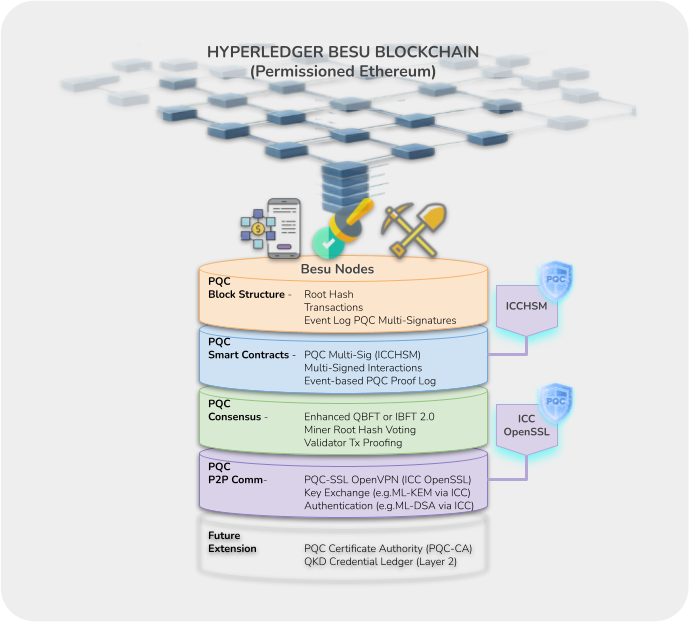 HYPERLEDGER BESU BLOCKCHAIN
(Permissioned Ethereum)
$
Besu Nodes
PQC
Block Structure - Root Hash
Transactions
Event Log PQC Multi-Signatures
PQC
ICCHSM
PQC
Smart Contracts - PQC Multi-Sig (ICCHSM)
Multi-Signed Interactions
Event-based PQC Proof Log
PQC
Consensus - Enhanced QBFT or IBFT 2.0
Miner Root Hash Voting
Validator Tx Proofing
PQC
ICC
OpenSSL
PQC
P2P Comm- PQC-SSL OpenVPN (ICC OpenSSL)
Key Exchange (e.g.ML-KEM via ICC)
Authentication (e.g.ML-DSA via ICC)
Future
Extension PQC Certificate Authority (PQC-CA)
QKD Credential Ledger (Layer 2)